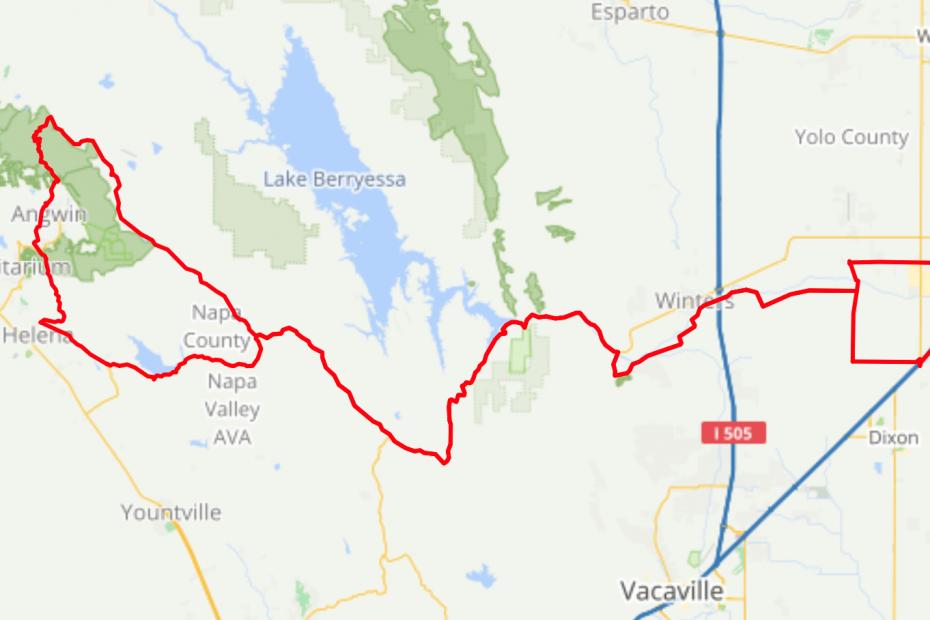 Esparto
W
Yolo County
Lake Berryessa
Angwin
itarium
Winters
Napa
County
Helena
Napa
Valley
AVA
I 505
Dixon
Yountville
Vacaville